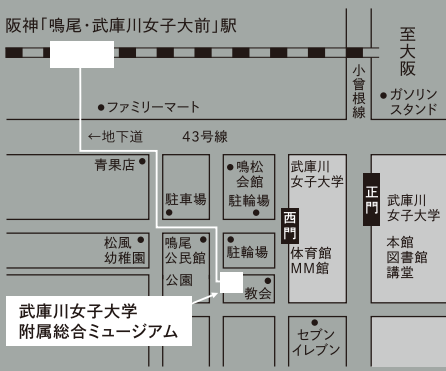 阪神「鳴尾・武庫川女子大前」駅
至大阪
小曽根線
ガソリン
スタンド
ファミリーマート
←地下道
43号線
青果店
鳴松
会館
駐車場
駐輪場
武庫川
女子大学
正門
武庫川
女子大学
西門
松風
幼稚園
鳴尾
公民館
公園
駐輪場
体育館
MM館
本館
図書館
講堂
教会
武庫川女子大学
附属総合ミュージアム
セブン
イレブン